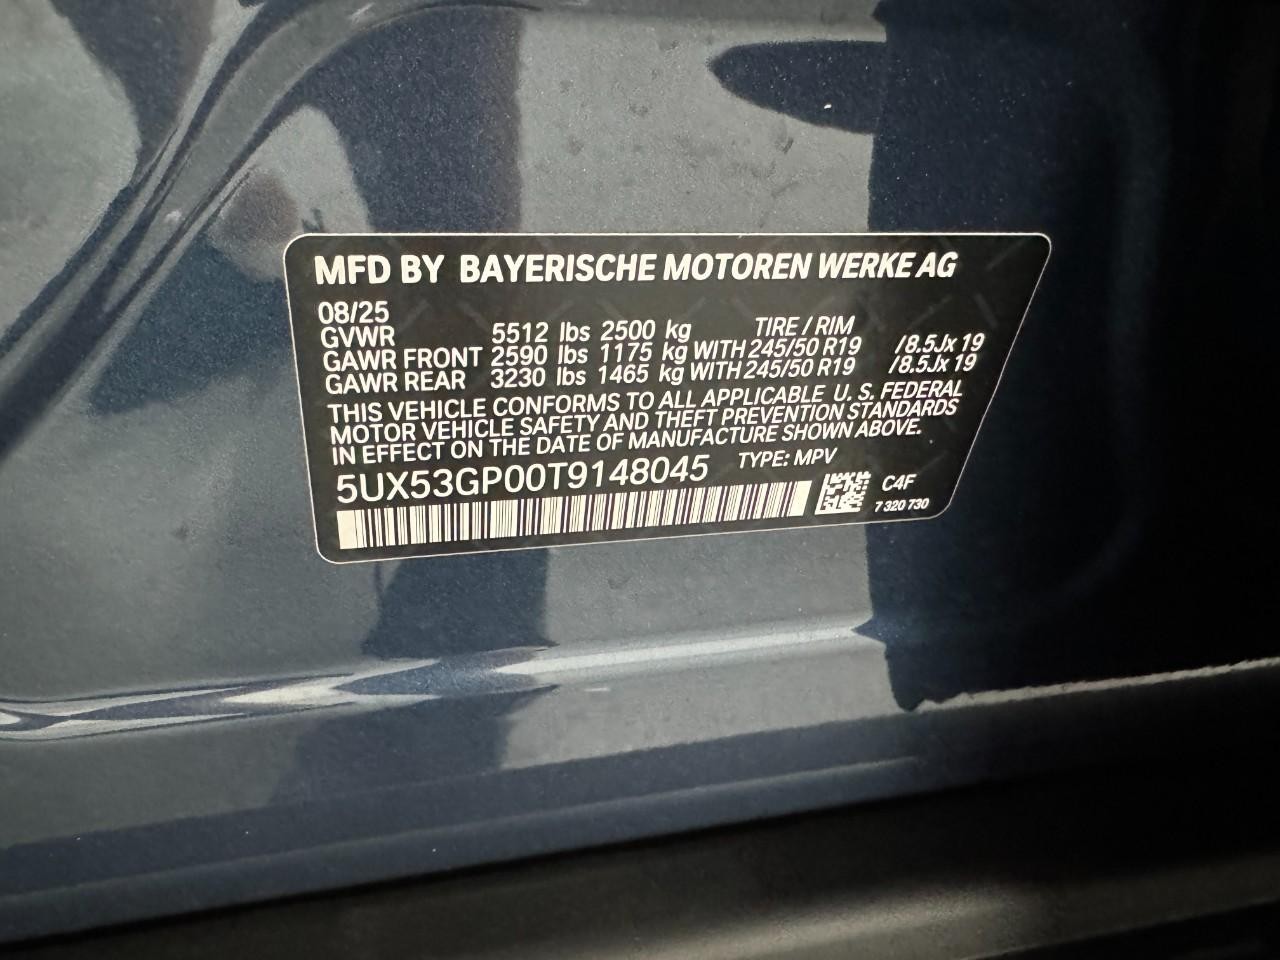 MFD BY BAYERISCHE MOTOREN WERKE AG
08/25
GVWR 5512 lbs 2500 kg TIRE / RIM
GAWR FRONT 2590 lbs 1175 kg WITH 245/50 R19 /8.5Jx 19
GAWR REAR 3230 lbs 1465 kg WITH 245/50 R19 /8.5Jx 19
THIS VEHICLE CONFORMS TO ALL APPLICABLE U. S. FEDERAL
MOTOR VEHICLE SAFETY AND THEFT PREVENTION STANDARDS
IN EFFECT ON THE DATE OF MANUFACTURE SHOWN ABOVE.
5UX53GP00T9148045 TYPE: MPV
C4F
7 320 730